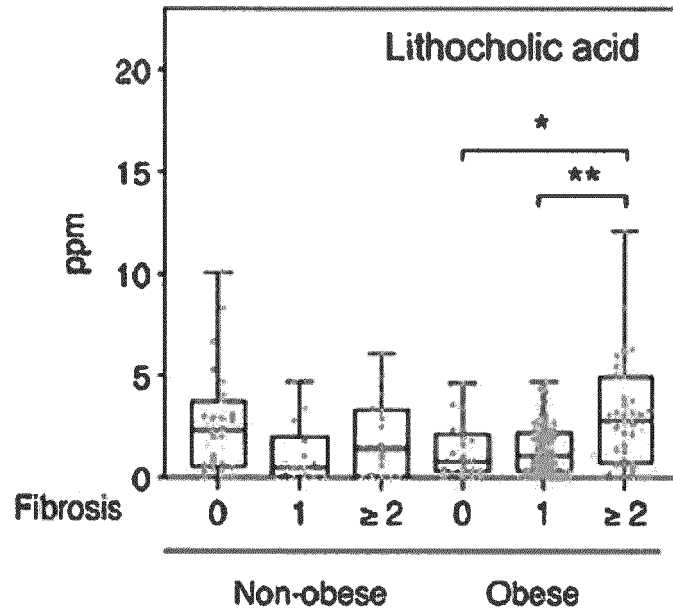 Lithocholic acid
20
*
15
**
ppm
10
5
0
Fibrosis 0 1 ≥ 2 0 1 ≥ 2
Non-obese Obese